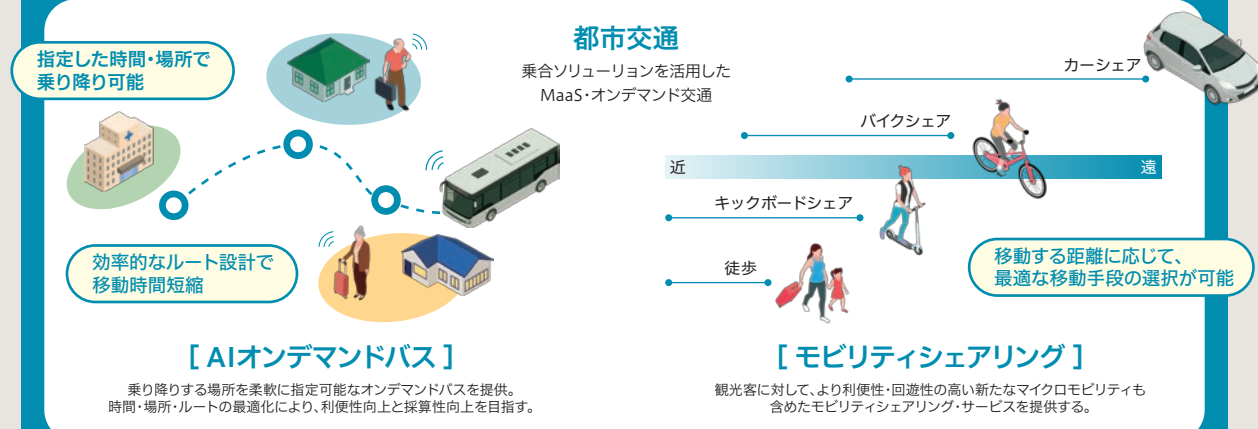 都市交通
乗合ソリューリョンを活用した
MaaS・オンデマンド交通
指定した時間・場所で
乗り降り可能
効率的なルート設計で
移動時間短縮
[ AIオンデマンドバス ]
乗り降りする場所を柔軟に指定可能なオンデマンドバスを提供。
時間・場所・ルートの最適化により、利便性向上と採算性向上を目指す。
カーシェア
バイクシェア
近
遠
キックボードシェア
徒歩
移動する距離に応じて、
最適な移動手段の選択が可能
[ モビリティシェアリング ]
観光客に対して、より利便性・回遊性の高い新たなマイクロモビリティも
含めたモビリティシェアリング・サービスを提供する。